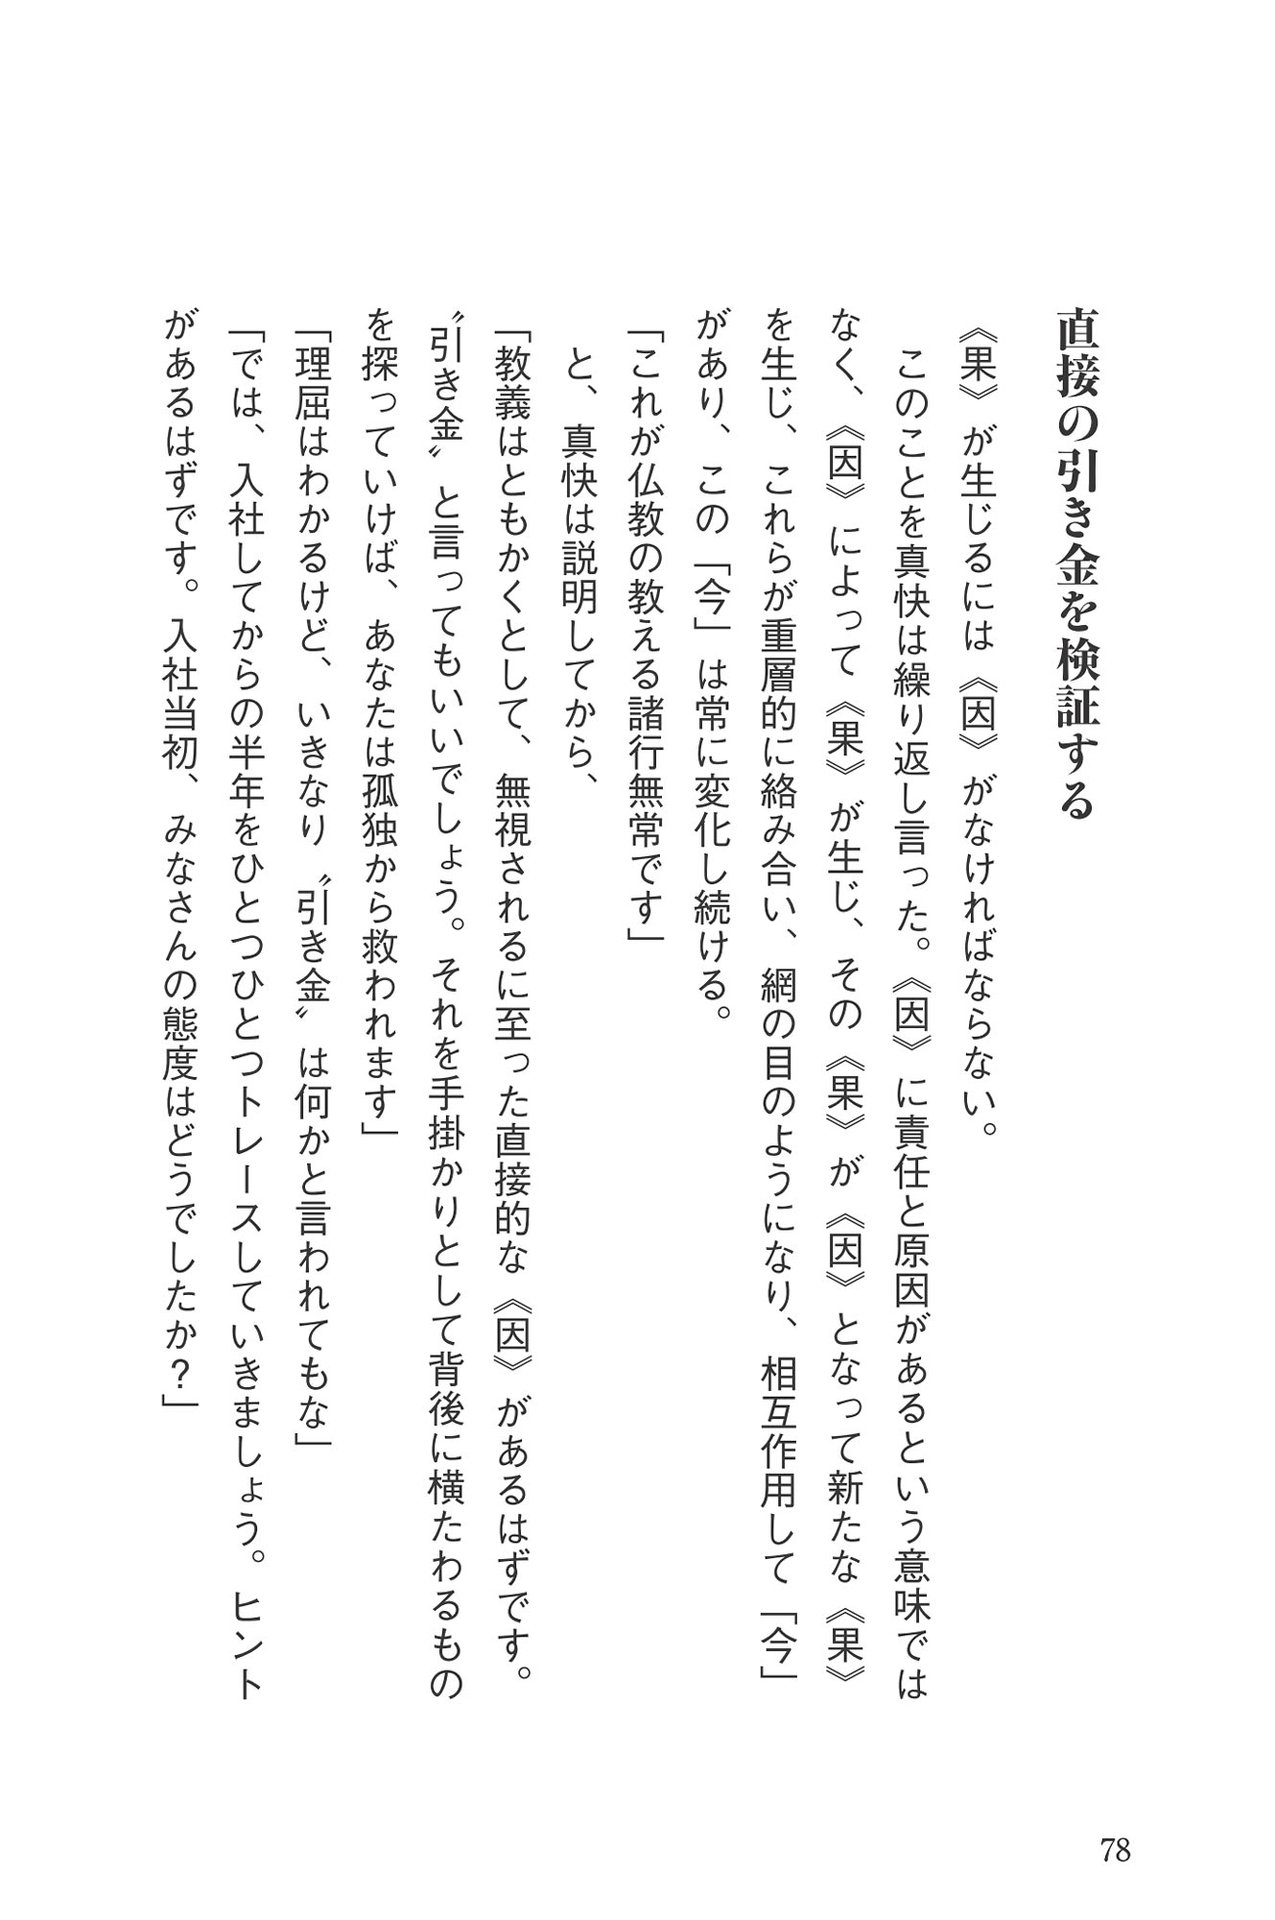 直接の引き金を検証する
《果》が生じるには《因》がなければならない。
このことを真快は繰り返し言った。《因》に責任と原因があるという意味では
なく、《因》によって《果》が生じ、その《果》が《因》となって新たな《果》
を生じ、これらが重層的に絡み合い、網の目のようになり、相互作用して「今」
があり、この「今」は常に変化し続ける。
「これが仏教の教える諸行無常です」
と、真快は説明してから、
「教義はともかくとして、無視されるに至った直接的な《因》があるはずです。
〝引き金〟と言ってもいいでしょう。それを手掛かりとして背後に横たわるもの
を探っていけば、あなたは孤独から救われます」
「理屈はわかるけど、いきなり〝引き金〟は何かと言われてもな」
「では、入社してからの半年をひとつひとつトレースしていきましょう。ヒント
があるはずです。入社当初、みなさんの態度はどうでしたか？」
78